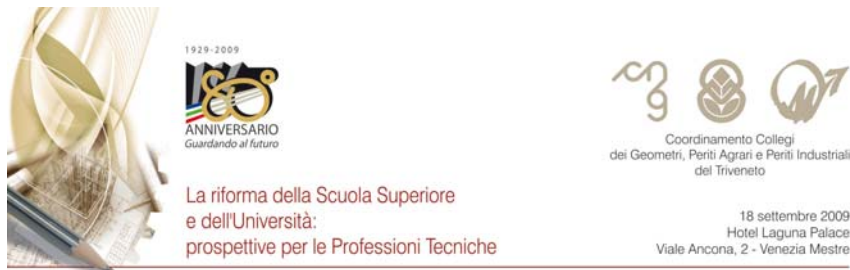 1929-2009
80°
ANNIVERSARIO
Guardando al futuro
cng
Coordinamento Collegi
dei Geometri, Periti Agrari e Periti Industriali
del Triveneto
La riforma della Scuola Superiore
e dell'Università:
prospettive per le Professioni Tecniche
18 settembre 2009
Hotel Laguna Palace
Viale Ancona, 2 - Venezia Mestre